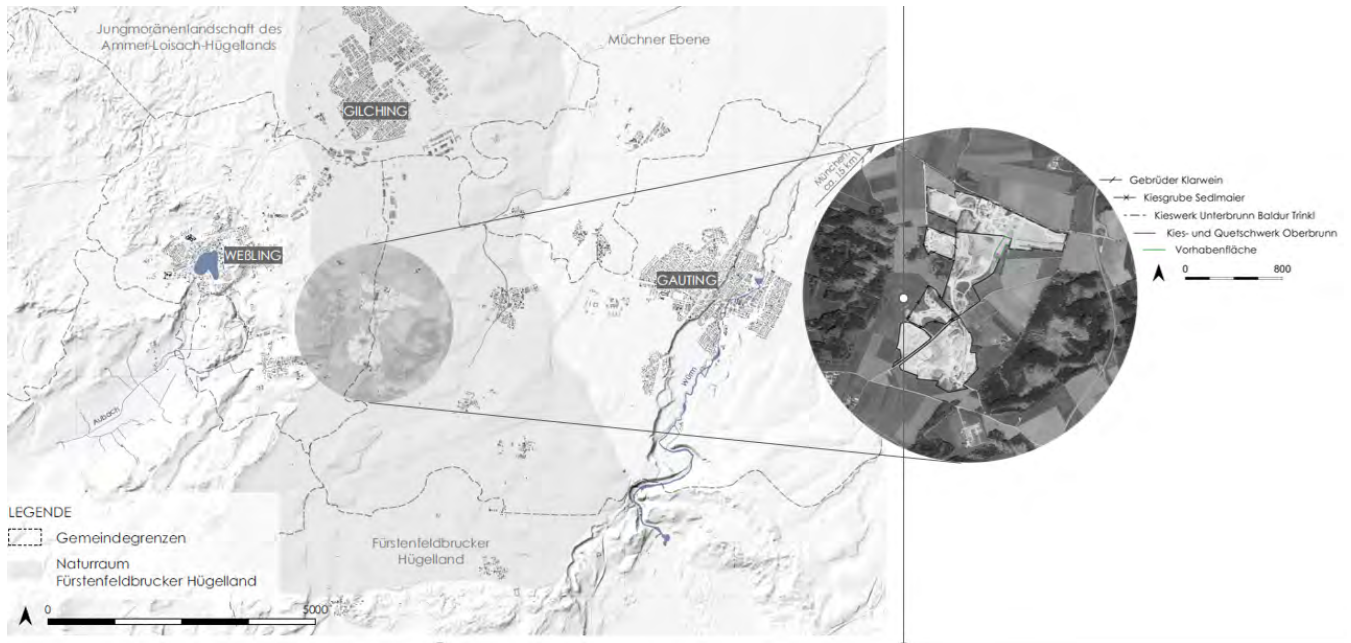 Jungmoränenlandschaft des
Ammer-Loisach-Hügellands
Müchner Ebene
GILCHING
München
ca. 15 km
WEẞLING
GAUTING
Würm
Aubach
Fürstenfeldbrucker
Hügelland
LEGENDE
Gemeindegrenzen
Naturraum
Fürstenfeldbrucker Hügelland
0 5000
Gebrüder Klarwein
Kiesgrube Sedlmaier
Kieswerk Unterbrunn Baldur Trinkl
Kies- und Quetschwerk Oberbrunn
Vorhabenfläche
0 800